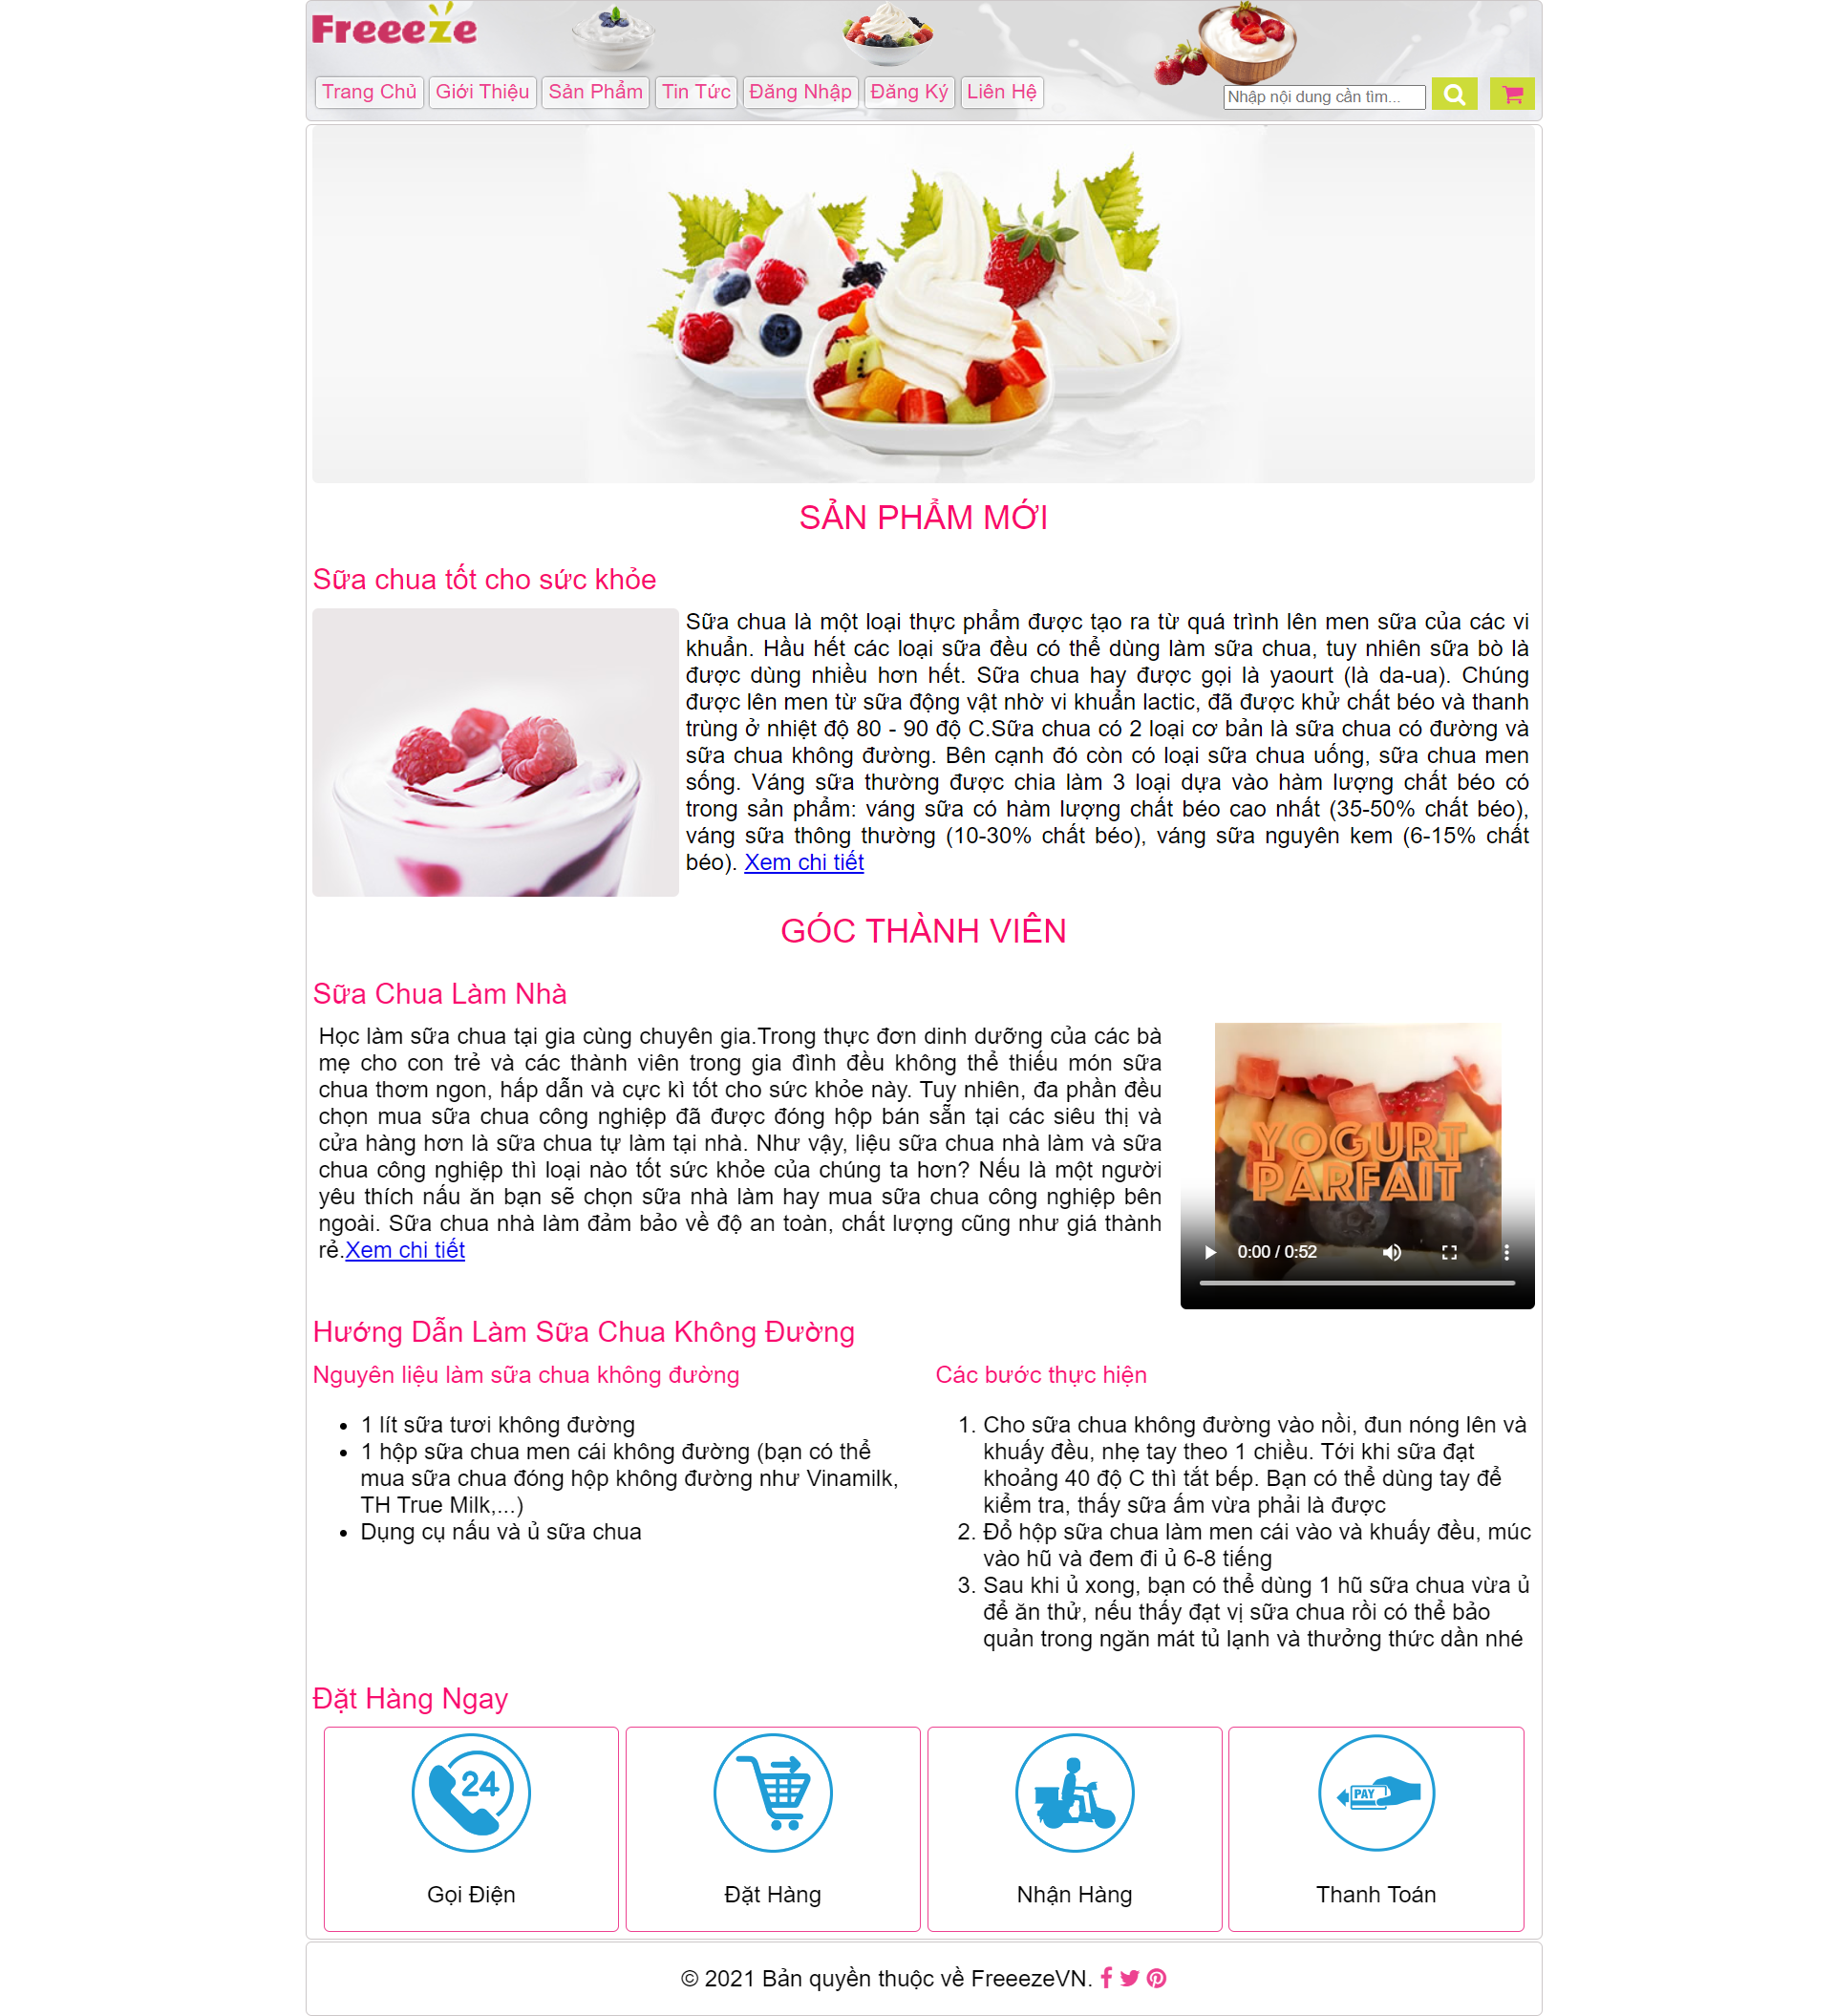 Freeeze
Trang Chủ Giới Thiệu Sản Phẩm Tin Tức Đăng Nhập Đăng Ký Liên Hệ
Nhập nội dung cần tìm...
SẢN PHẨM MỚI
Sữa chua tốt cho sức khỏe
Sữa chua là một loại thực phẩm được tạo ra từ quá trình lên men sữa của các vi
khuẩn. Hầu hết các loại sữa đều có thể dùng làm sữa chua, tuy nhiên sữa bò là
được dùng nhiều hơn hết. Sữa chua hay được gọi là yaourt (là da-ua). Chúng
được lên men từ sữa động vật nhờ vi khuẩn lactic, đã được khử chất béo và thanh
trùng ở nhiệt độ 80 - 90 độ C.Sữa chua có 2 loại cơ bản là sữa chua có đường và
sữa chua không đường. Bên cạnh đó còn có loại sữa chua uống, sữa chua men
sống. Váng sữa thường được chia làm 3 loại dựa vào hàm lượng chất béo có
trong sản phẩm: váng sữa có hàm lượng chất béo cao nhất (35-50% chất béo),
váng sữa thông thường (10-30% chất béo), váng sữa nguyên kem (6-15% chất
béo). Xem chi tiết
GÓC THÀNH VIÊN
Sữa Chua Làm Nhà
Học làm sữa chua tại gia cùng chuyên gia.Trong thực đơn dinh dưỡng của các bà
mẹ cho con trẻ và các thành viên trong gia đình đều không thể thiếu món sữa
chua thơm ngon, hấp dẫn và cực kì tốt cho sức khỏe này. Tuy nhiên, đa phần đều
chọn mua sữa chua công nghiệp đã được đóng hộp bán sẵn tại các siêu thị và
cửa hàng hơn là sữa chua tự làm tại nhà. Như vậy, liệu sữa chua nhà làm và sữa
chua công nghiệp thì loại nào tốt sức khỏe của chúng ta hơn? Nếu là một người
yêu thích nấu ăn bạn sẽ chọn sữa nhà làm hay mua sữa chua công nghiệp bên
ngoài. Sữa chua nhà làm đảm bảo về độ an toàn, chất lượng cũng như giá thành
rẻ.Xem chi tiết
YOGURT
PARFAIT
0:00 / 0:52
Hướng Dẫn Làm Sữa Chua Không Đường
Nguyên liệu làm sữa chua không đường
• 1 lít sữa tươi không đường
• 1 hộp sữa chua men cái không đường (bạn có thể
mua sữa chua đóng hộp không đường như Vinamilk,
TH True Milk,...)
• Dụng cụ nấu và ủ sữa chua
Các bước thực hiện
1. Cho sữa chua không đường vào nồi, đun nóng lên và
khuấy đều, nhẹ tay theo 1 chiều. Tới khi sữa đạt
khoảng 40 độ C thì tắt bếp. Bạn có thể dùng tay để
kiểm tra, thấy sữa ấm vừa phải là được
2. Đổ hộp sữa chua làm men cái vào và khuấy đều, múc
vào hũ và đem đi ủ 6-8 tiếng
3. Sau khi ủ xong, bạn có thể dùng 1 hũ sữa chua vừa ủ
để ăn thử, nếu thấy đạt vị sữa chua rồi có thể bảo
quản trong ngăn mát tủ lạnh và thưởng thức dần nhé
Đặt Hàng Ngay
24
PAY
Gọi Điện Đặt Hàng Nhận Hàng Thanh Toán
© 2021 Bản quyền thuộc về FreeezeVN.